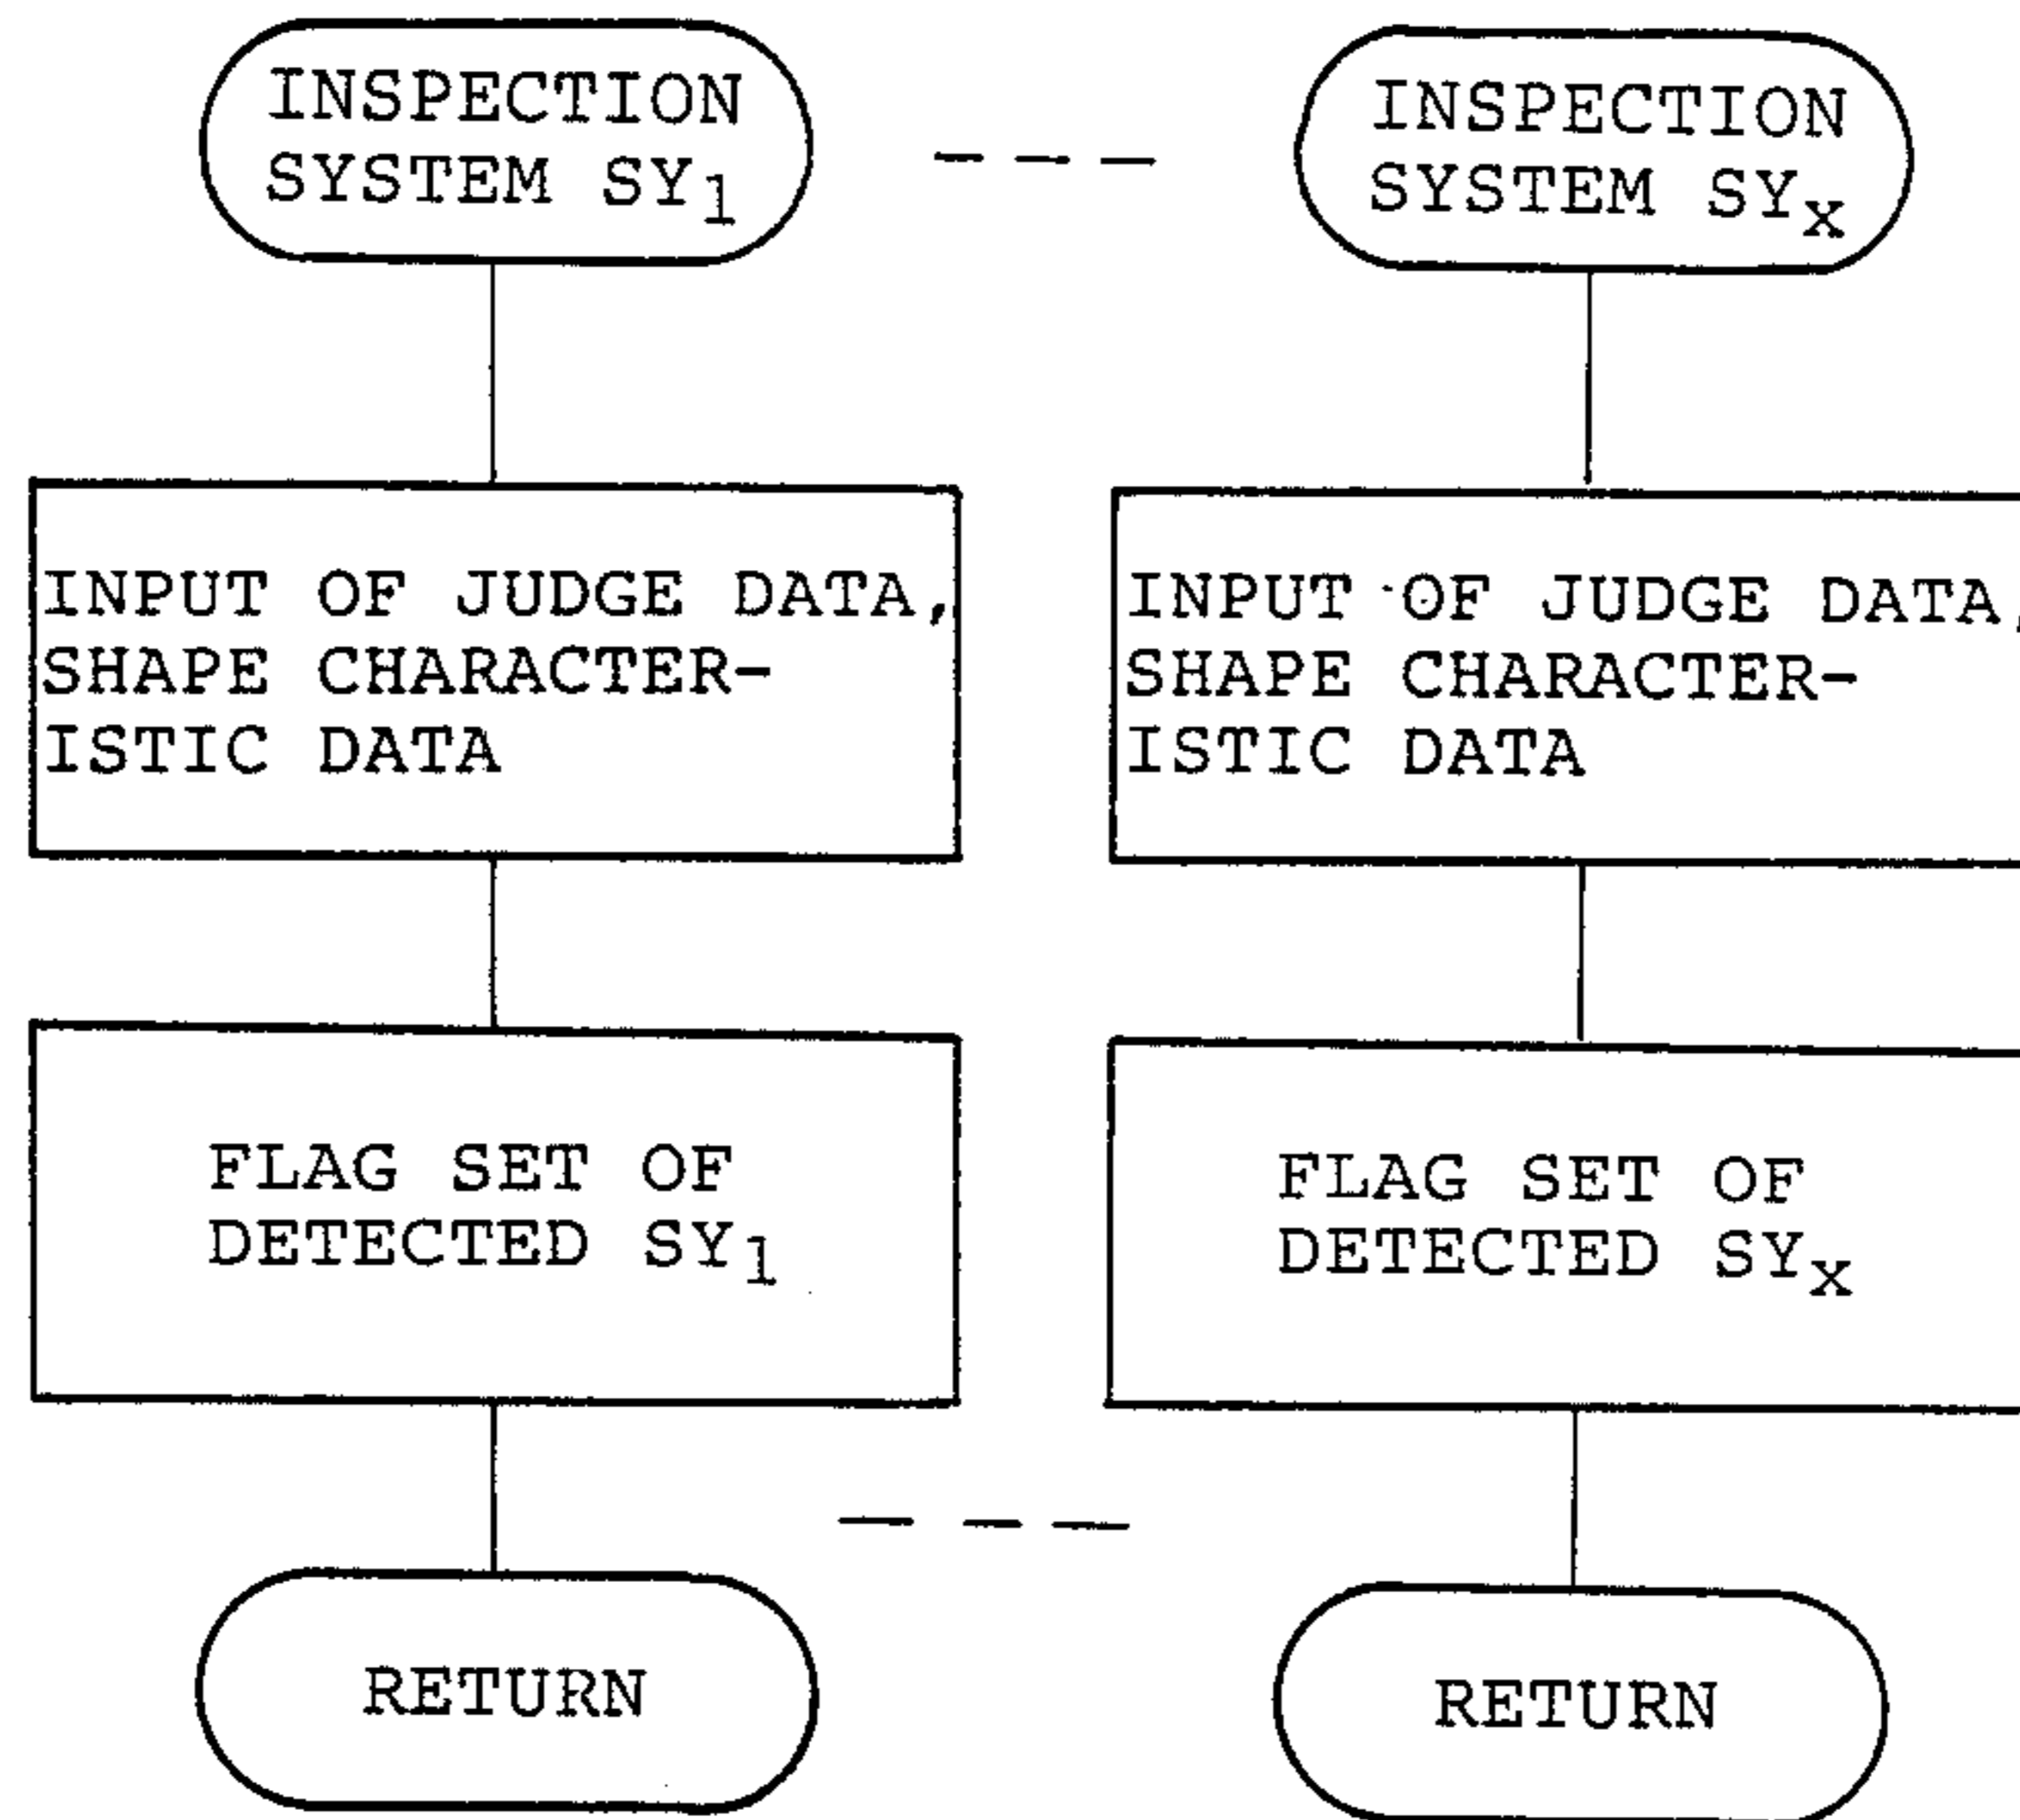 INSPECTION
SYSTEM SY₁
INPUT OF JUDGE DATA,
SHAPE CHARACTER-
ISTIC DATA
FLAG SET OF
DETECTED SY₁
RETURN
INSPECTION
SYSTEM SYₓ
INPUT OF JUDGE DATA,
SHAPE CHARACTER-
ISTIC DATA
FLAG SET OF
DETECTED SYₓ
RETURN